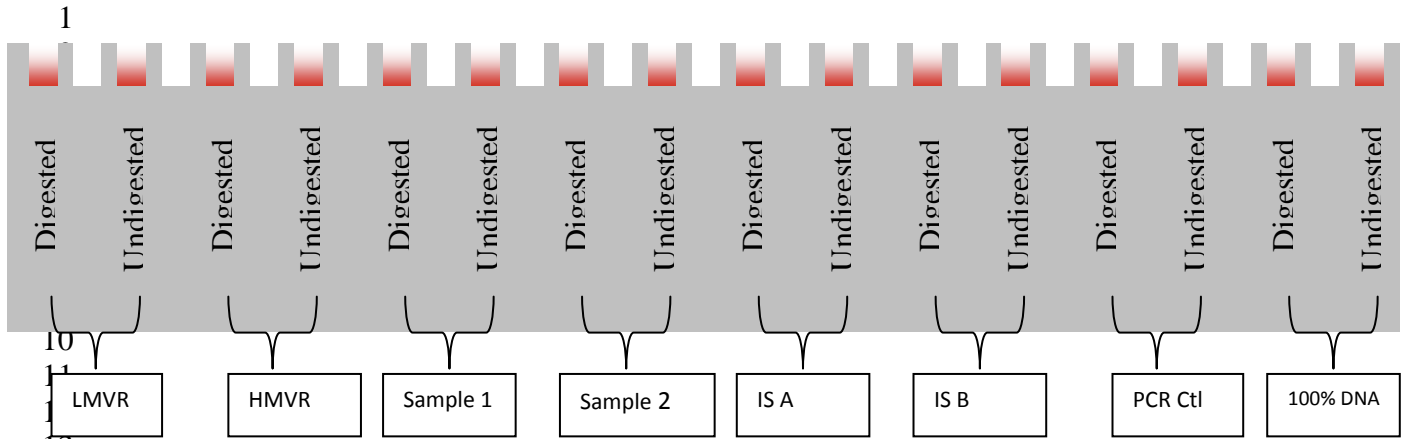 1
Digested Undigested Digested Undigested Digested Undigested Digested Undigested Digested Undigested Digested Undigested Digested Undigested Digested Undigested
10
11
LMVR HMVR Sample 1 Sample 2 IS A IS B PCR Ctl 100% DNA